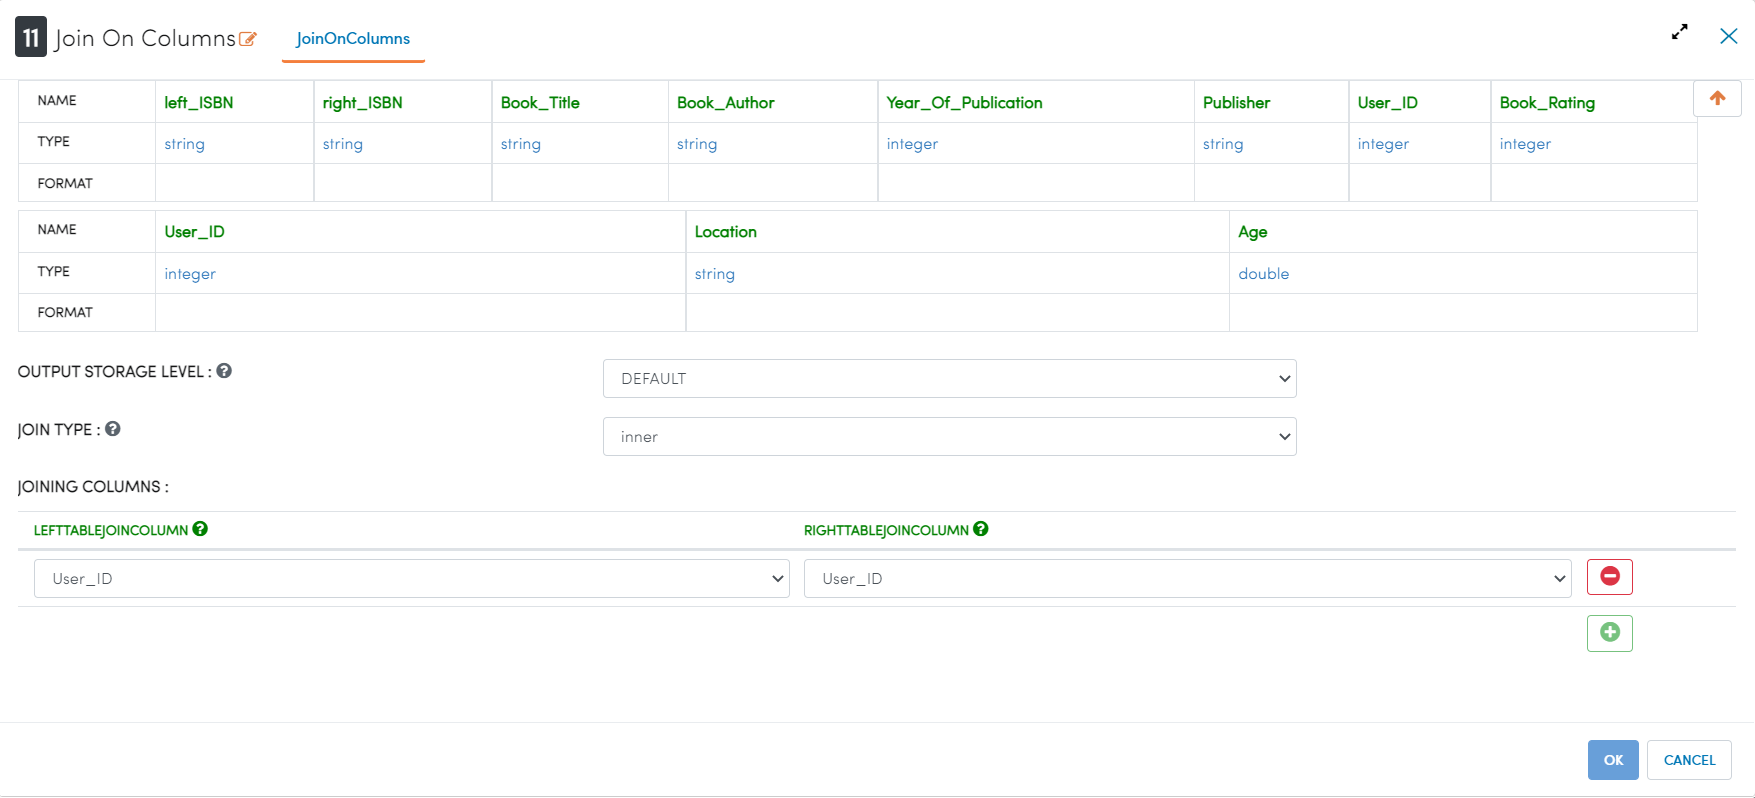 11 Join On Columns JoinOnColumns
NAME left_ISBN right_ISBN Book_Title Book_Author Year_Of_Publication Publisher User_ID Book_Rating
TYPE string string string string integer string integer integer
FORMAT
NAME User_ID Location Age
TYPE integer string double
FORMAT
OUTPUT STORAGE LEVEL : ? DEFAULT
JOIN TYPE : ? inner
JOINING COLUMNS :
LEFTTABLEJOINCOLUMN ? RIGHTTABLEJOINCOLUMN ?
User_ID User_ID
OK CANCEL